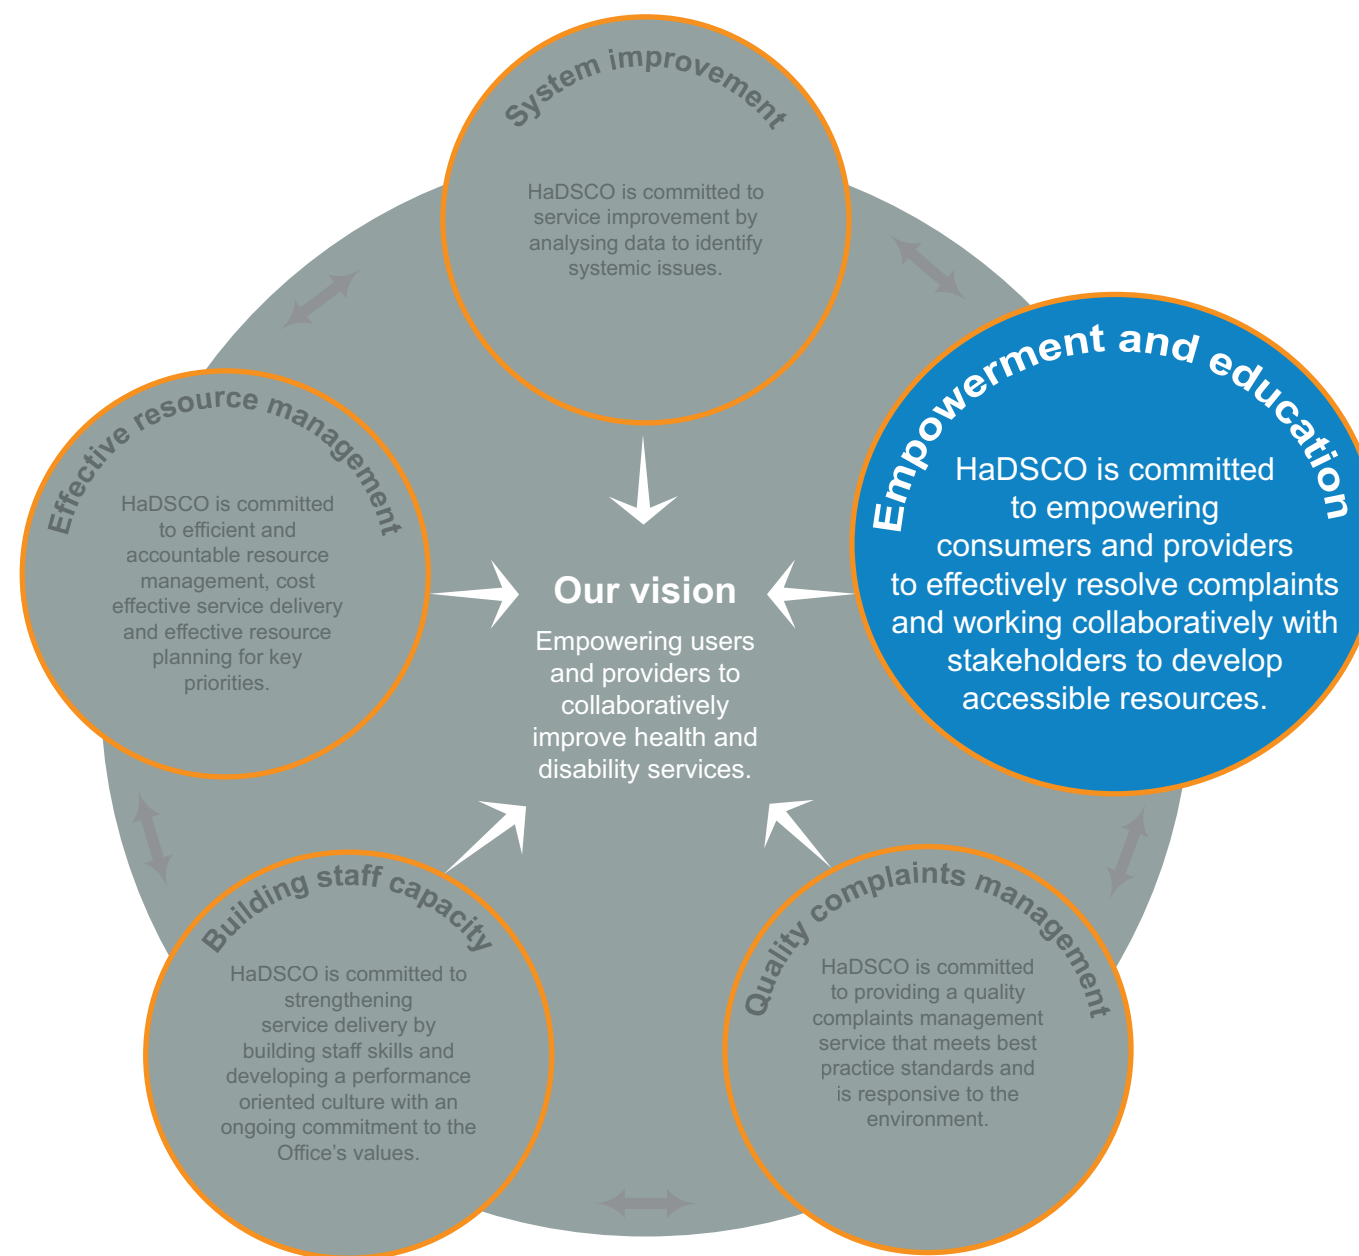 System improvement
HaDSCO is committed to
service improvement by
analysing data to identify
systemic issues.
Empowerment and education
HaDSCO is committed
to empowering
consumers and providers
to effectively resolve complaints
and working collaboratively with
stakeholders to develop
accessible resources.
Effective resource management
HaDSCO is committed
to efficient and
accountable resource
management, cost
effective service delivery
and effective resource
planning for key
priorities.
Our vision
Empowering users
and providers to
collaboratively
improve health and
disability services.
Building staff capacity
HaDSCO is committed to
strengthening
service delivery by
building staff skills and
developing a performance
oriented culture with an
ongoing commitment to the
Office's values.
Quality complaints management
HaDSCO is committed
to providing a quality
complaints management
service that meets best
practice standards and
is responsive to the
environment.